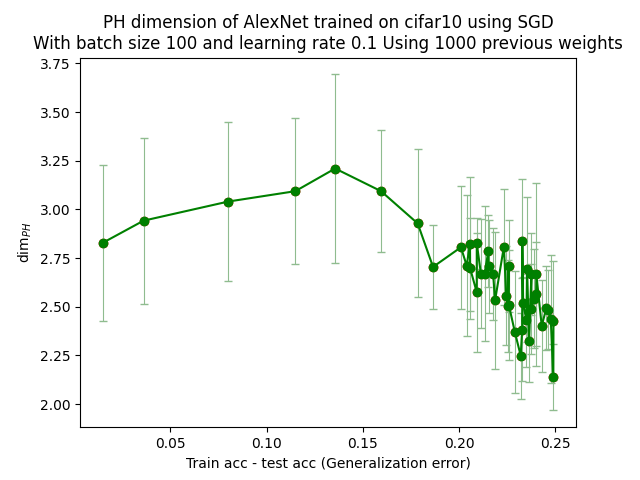 PH dimension of AlexNet trained on cifar10 using SGD
With batch size 100 and learning rate 0.1 Using 1000 previous weights
3.75
3.50
3.25
3.00
2.75
2.50
2.25
2.00
dim_PH
0.05 0.10 0.15 0.20 0.25
Train acc - test acc (Generalization error)